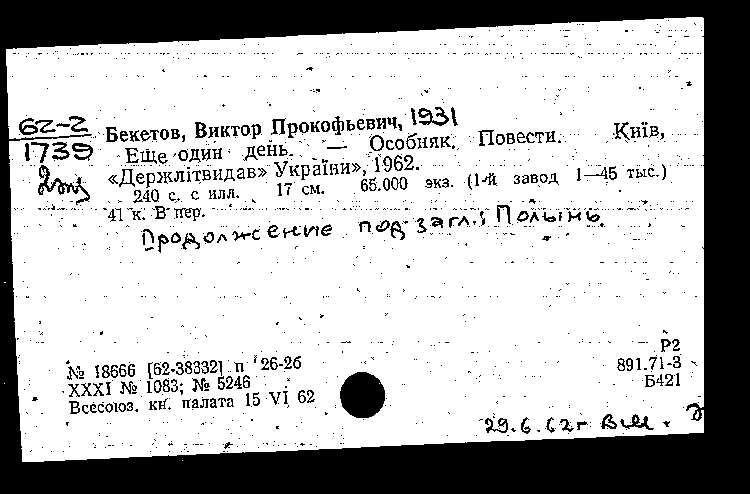 62-2
1739
2 экз
Бекетов, Виктор Прокофьевич, 1931
Еще один день. — Особняк. Повести. Київ,
«Держлітвидав» України», 1962.
240 с. с илл. 17 см. 65.000 экз. (1-й завод 1—45 тыс.)
41 к. В пер.
Продолжение под загл.: Полынь.
№ 18666 [62-38332] п 26-2б
XXXI № 1083; № 5246
Всесоюз. кн. палата 15 VI 62
Р2
891.71-3
Б421
29.6.62г